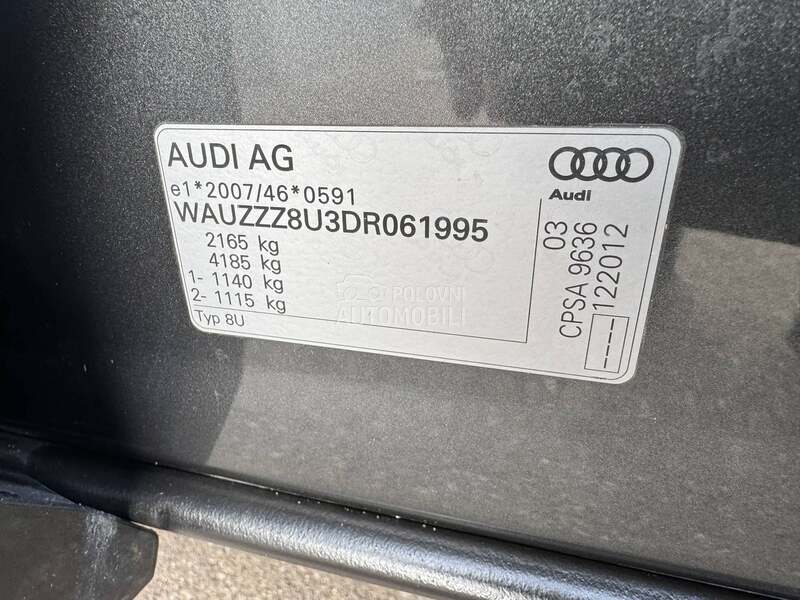 AUDI AG
e1*2007/46*0591
WAUZZZ8U3DR061995
2165 kg
4185 kg
1- 1140 kg
2- 1115 kg
Typ 8U
Audi
03
CPSA 9636
122012
-----
POLOVNI
AUTOMOBILI